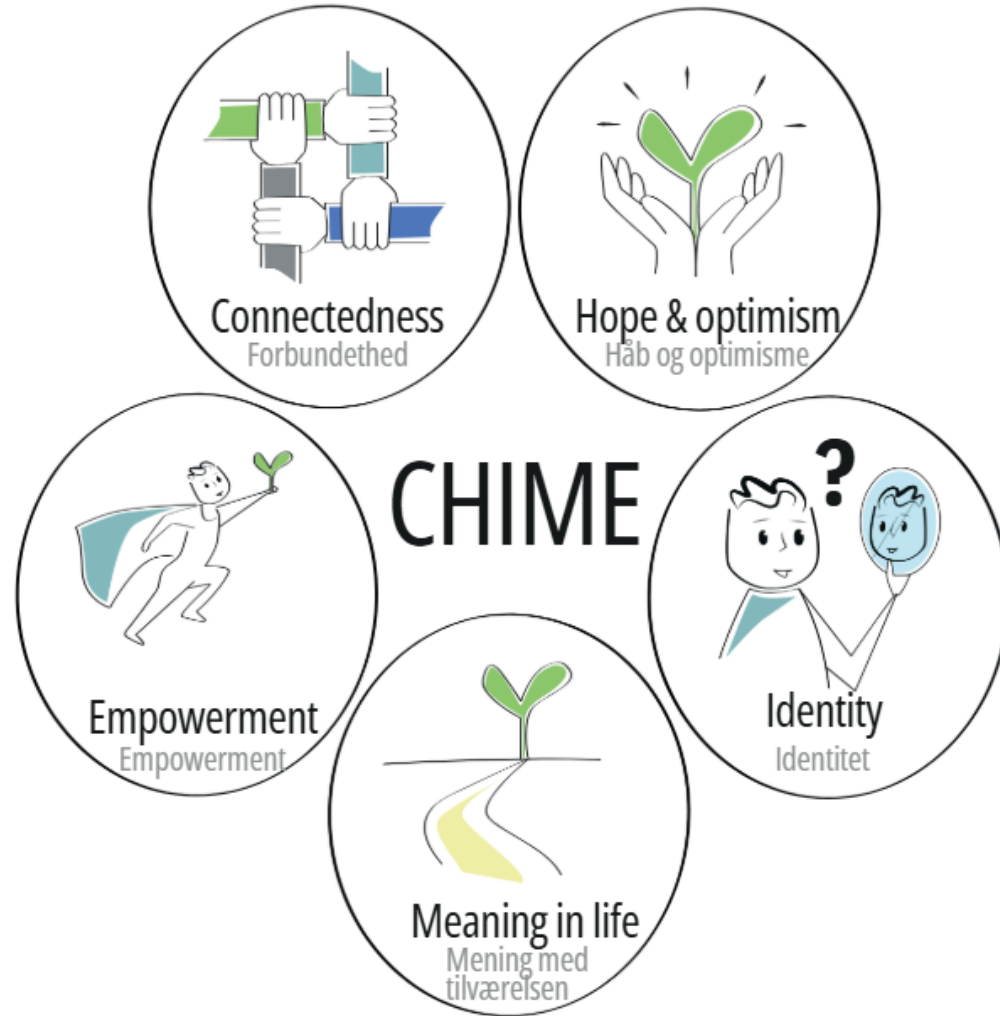 Connectedness
Forbundethed
Hope & optimism
Håb og optimisme
CHIME
?
Empowerment
Empowerment
Identity
Identitet
Meaning in life
Mening med
tilværelsen